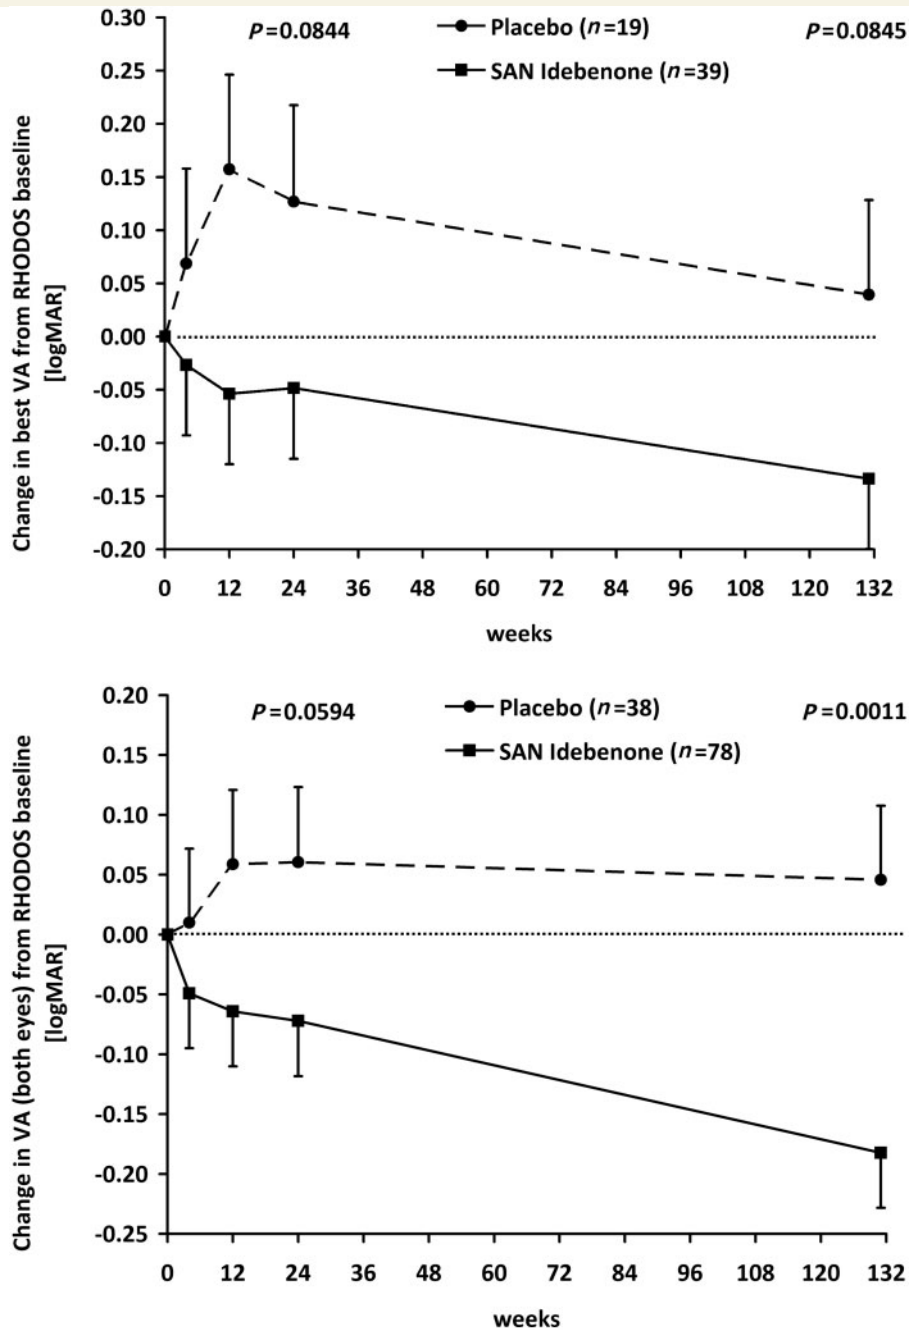 P=0.0844
Placebo (n=19)
P=0.0845
SAN Idebenone (n=39)
Change in best VA from RHODOS baseline
[logMAR]
0.30
0.25
0.20
0.15
0.10
0.05
0.00
-0.05
-0.10
-0.15
-0.20
0 12 24 36 48 60 72 84 96 108 120 132
weeks
P=0.0594
Placebo (n=38)
P=0.0011
SAN Idebenone (n=78)
Change in VA (both eyes) from RHODOS baseline
[logMAR]
0.20
0.15
0.10
0.05
0.00
-0.05
-0.10
-0.15
-0.20
-0.25
0 12 24 36 48 60 72 84 96 108 120 132
weeks